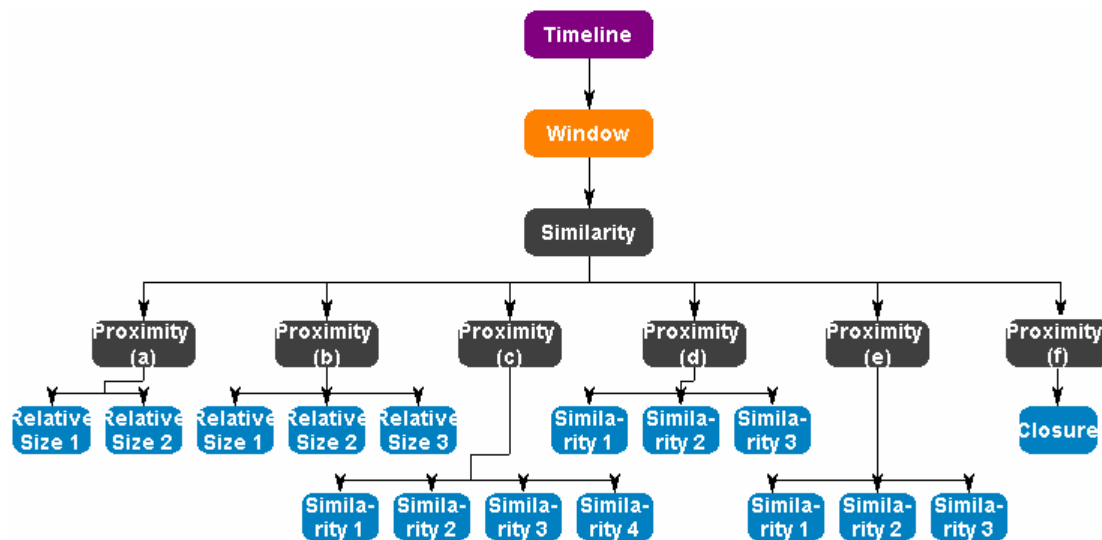 Timeline
Window
Similarity
Proximity
(a)
Proximity
(b)
Proximity
(c)
Proximity
(d)
Proximity
(e)
Proximity
(f)
Relative
Size 1
Relative
Size 2
Relative
Size 1
Relative
Size 2
Relative
Size 3
Simila-
rity 1
Simila-
rity 2
Simila-
rity 3
Closure
Simila-
rity 1
Simila-
rity 2
Simila-
rity 3
Simila-
rity 4
Simila-
rity 1
Simila-
rity 2
Simila-
rity 3